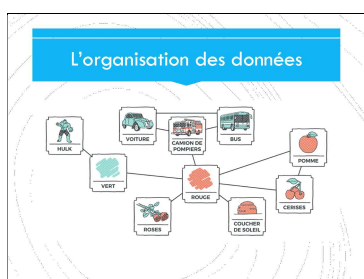 L'organisation des données
HULK
VOITURE
CAMION DE
POMPIERS
BUS
POMME
VERT
ROUGE
CERISES
ROSES
COUCHER
DE SOLEIL